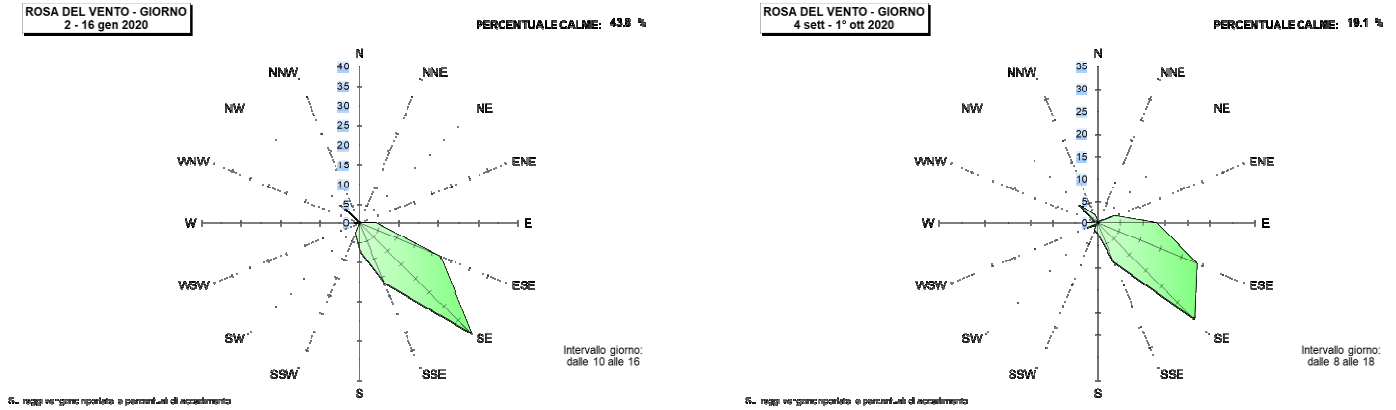 ROSA DEL VENTO - GIORNO
2 - 16 gen 2020
PERCENTUALE CALME: 43.8 %
N
NNW
NNE
NW
NE
WNW
ENE
W
E
WSW
ESE
SW
SE
SSW
SSE
S
40
35
30
25
20
15
10
5
0
Intervallo giorno:
dalle 10 alle 16
ROSA DEL VENTO - GIORNO
4 sett - 1° ott 2020
PERCENTUALE CALME: 19.1 %
N
NNW
NNE
NW
NE
WNW
ENE
W
E
WSW
ESE
SW
SE
SSW
SSE
S
35
30
25
20
15
10
5
0
Intervallo giorno:
dalle 8 alle 18